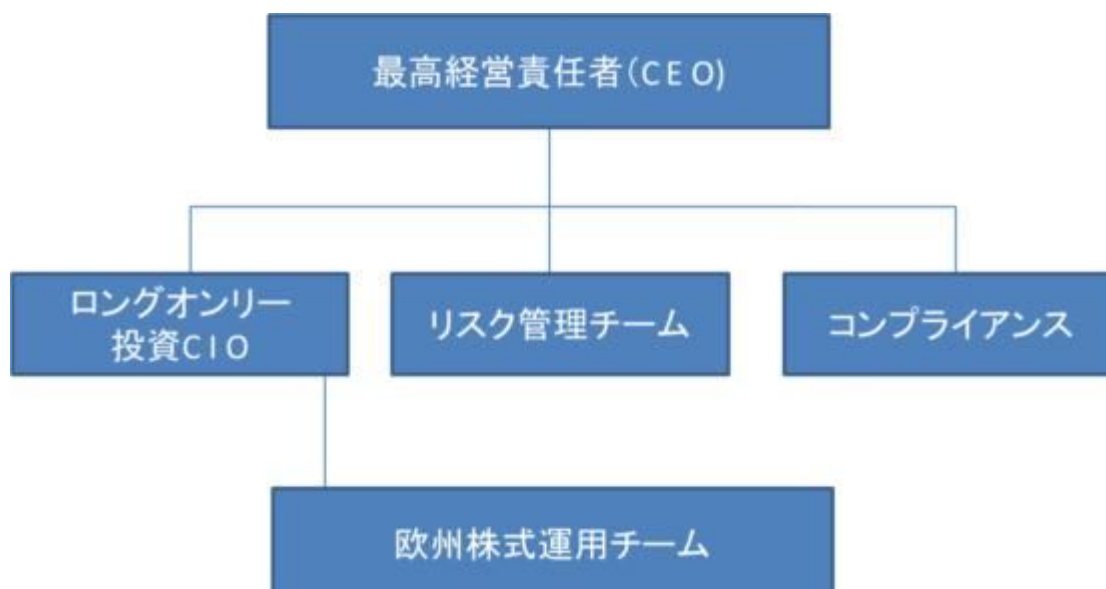 最高経営責任者(CEO)
ロングオンリー
投資CIO
リスク管理チーム
コンプライアンス
欧州株式運用チーム